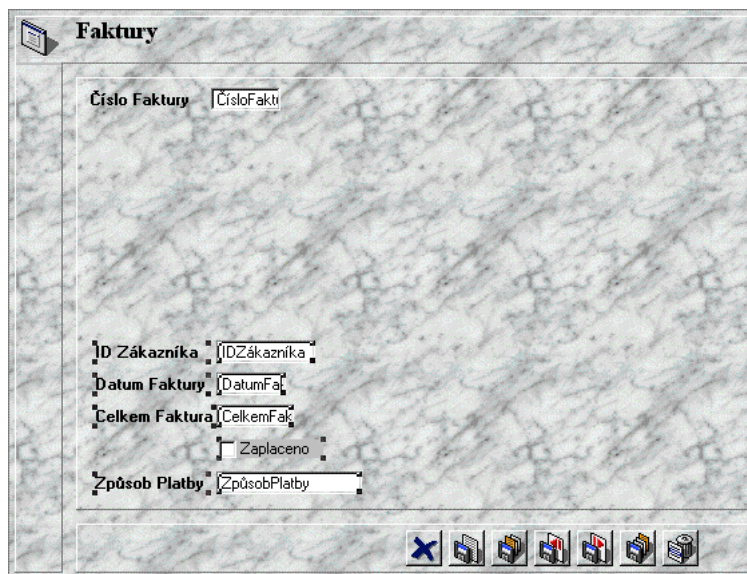 Faktury
Číslo Faktury ČísloFakt
ID Zákazníka IDZákazníka
Datum Faktury DatumFa
Celkem Faktura CelkemFak
Zaplaceno
Způsob Platby ZpůsobPlatby